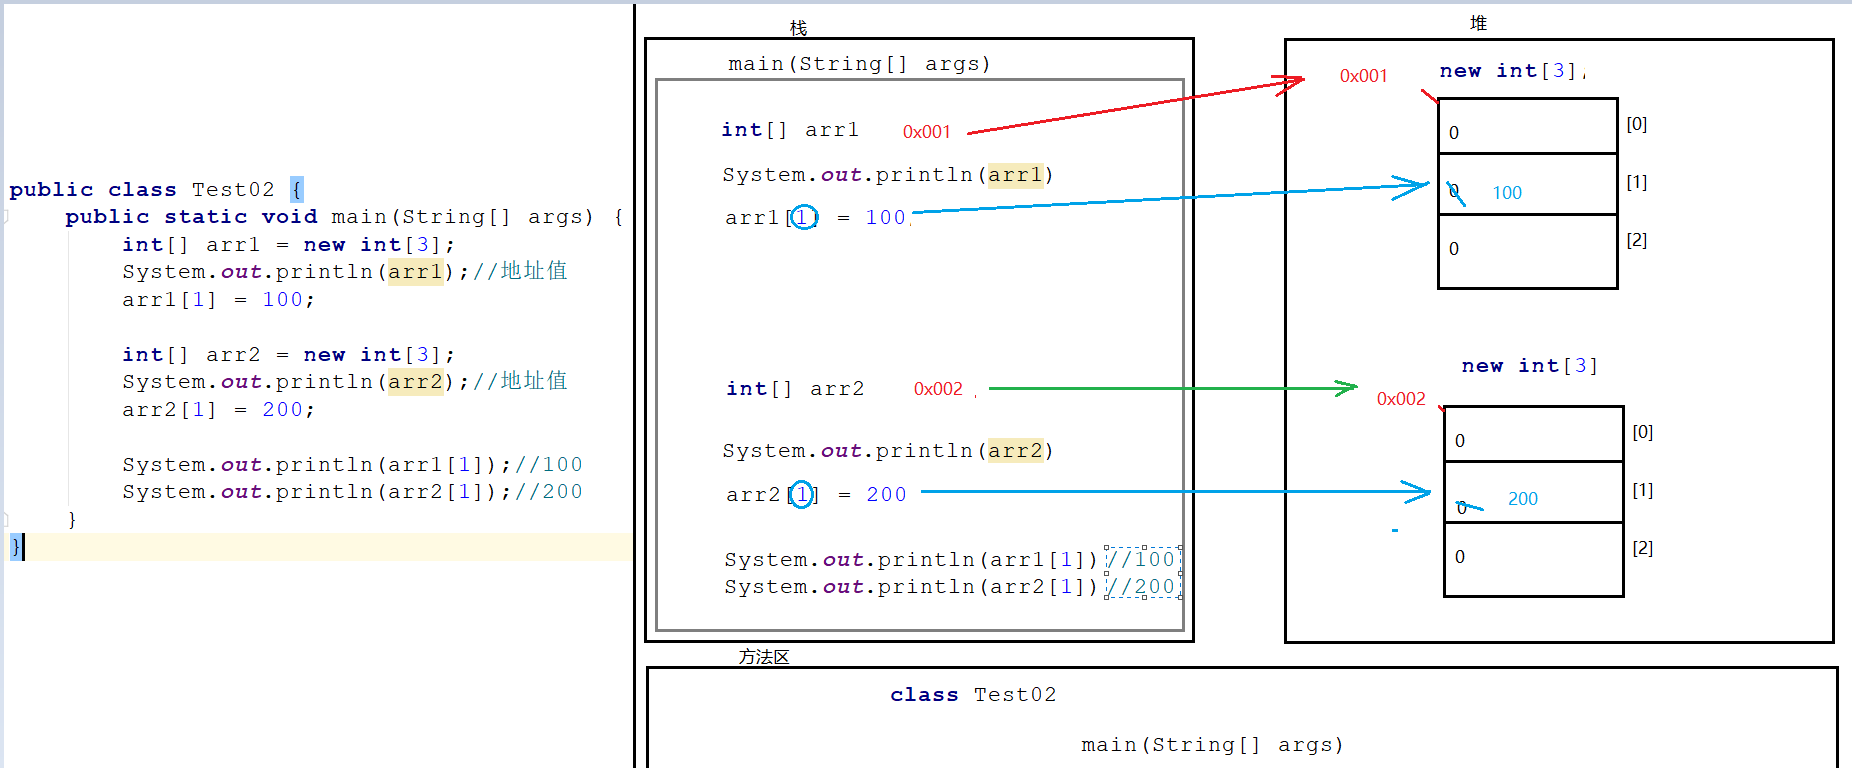 public class Test02 {
public static void main(String[] args) {
int[] arr1 = new int[3];
System.out.println(arr1);//地址值
arr1[1] = 100;
int[] arr2 = new int[3];
System.out.println(arr2);//地址值
arr2[1] = 200;
System.out.println(arr1[1]);//100
System.out.println(arr2[1]);//200
}
}
栈
main(String[] args)
int[] arr1 0x001
System.out.println(arr1)
arr1[1] = 100
int[] arr2 0x002
System.out.println(arr2)
arr2[1] = 200
System.out.println(arr1[1])//100
System.out.println(arr2[1])//200
堆
0x001 new int[3];
0 [0]
0 100 [1]
0 [2]
new int[3]
0x002
0 [0]
0 200 [1]
0 [2]
方法区
class Test02
main(String[] args)